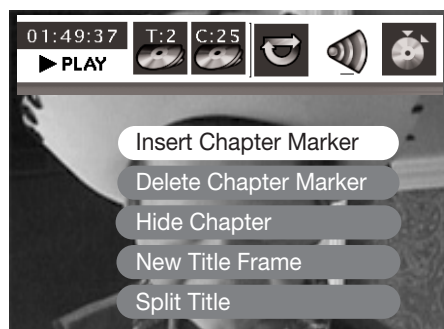 01:49:37 T:2 C:25
▶ PLAY
Insert Chapter Marker
Delete Chapter Marker
Hide Chapter
New Title Frame
Split Title